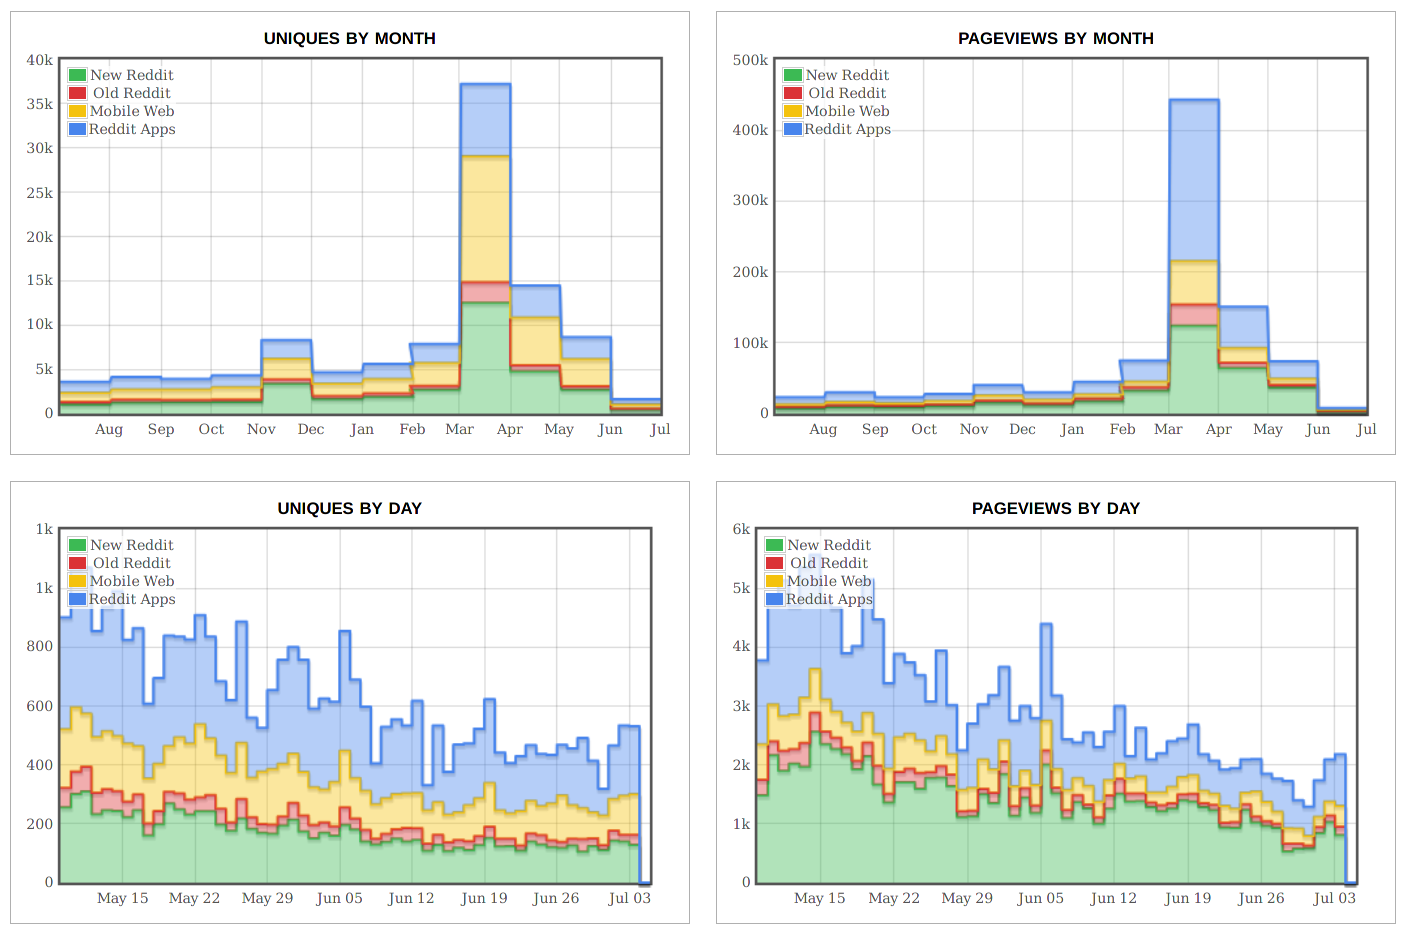 UNIQUES BY MONTH
40k
35k
30k
25k
20k
15k
10k
5k
0
New Reddit
Old Reddit
Mobile Web
Reddit Apps
Aug Sep Oct Nov Dec Jan Feb Mar Apr May Jun Jul
PAGEVIEWS BY MONTH
500k
400k
300k
200k
100k
0
New Reddit
Old Reddit
Mobile Web
Reddit Apps
Aug Sep Oct Nov Dec Jan Feb Mar Apr May Jun Jul
UNIQUES BY DAY
1k
1k
800
600
400
200
0
New Reddit
Old Reddit
Mobile Web
Reddit Apps
May 15 May 22 May 29 Jun 05 Jun 12 Jun 19 Jun 26 Jul 03
PAGEVIEWS BY DAY
6k
5k
4k
3k
2k
1k
0
New Reddit
Old Reddit
Mobile Web
Reddit Apps
May 15 May 22 May 29 Jun 05 Jun 12 Jun 19 Jun 26 Jul 03